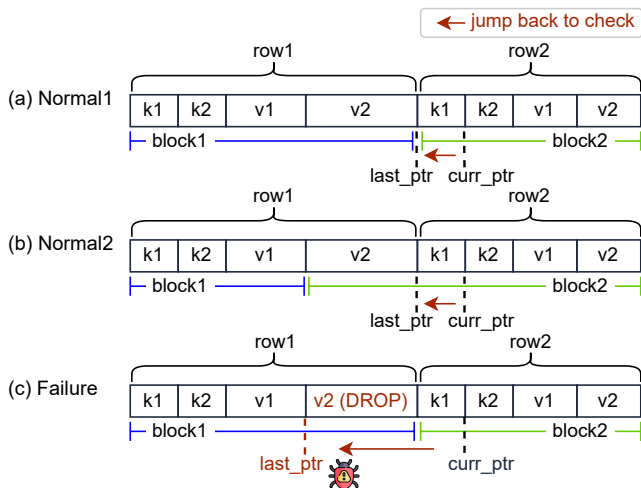 jump back to check
row1 row2
(a) Normal1 k1 k2 v1 v2 k1 k2 v1 v2
block1 block2
last_ptr curr_ptr
row1 row2
(b) Normal2 k1 k2 v1 v2 k1 k2 v1 v2
block1 block2
last_ptr curr_ptr
row1 row2
(c) Failure k1 k2 v1 v2 (DROP) k1 k2 v1 v2
block1 block2
last_ptr curr_ptr